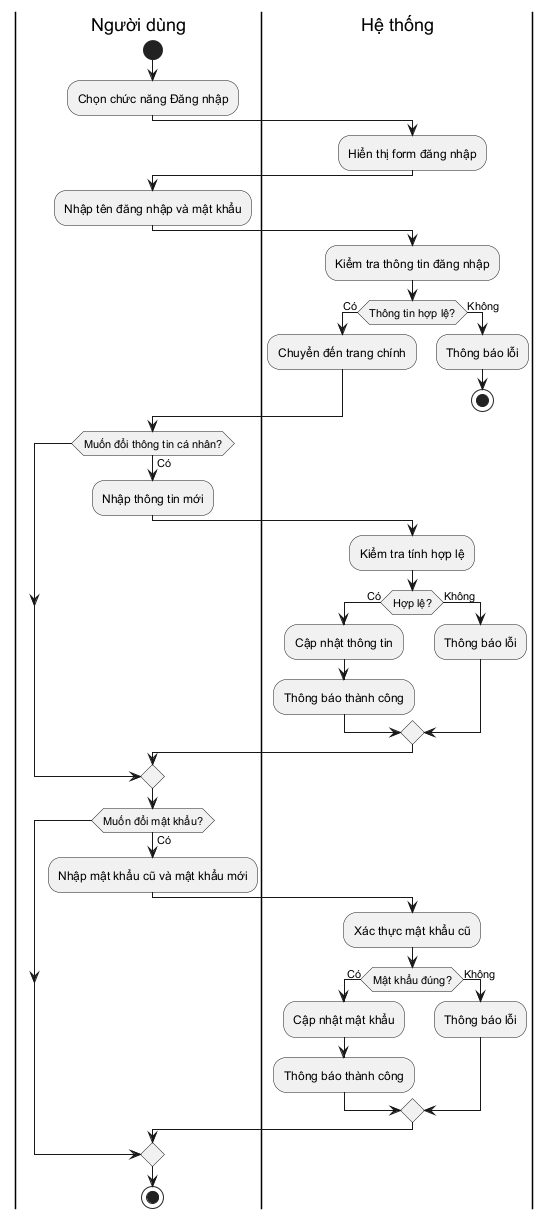 Người dùng
Hệ thống
Chọn chức năng Đăng nhập
Hiển thị form đăng nhập
Nhập tên đăng nhập và mật khẩu
Kiểm tra thông tin đăng nhập
Có
Thông tin hợp lệ?
Không
Chuyển đến trang chính
Thông báo lỗi
Muốn đổi thông tin cá nhân?
Có
Nhập thông tin mới
Kiểm tra tính hợp lệ
Có
Hợp lệ?
Không
Cập nhật thông tin
Thông báo lỗi
Thông báo thành công
Muốn đổi mật khẩu?
Có
Nhập mật khẩu cũ và mật khẩu mới
Xác thực mật khẩu cũ
Có
Mật khẩu đúng?
Không
Cập nhật mật khẩu
Thông báo lỗi
Thông báo thành công